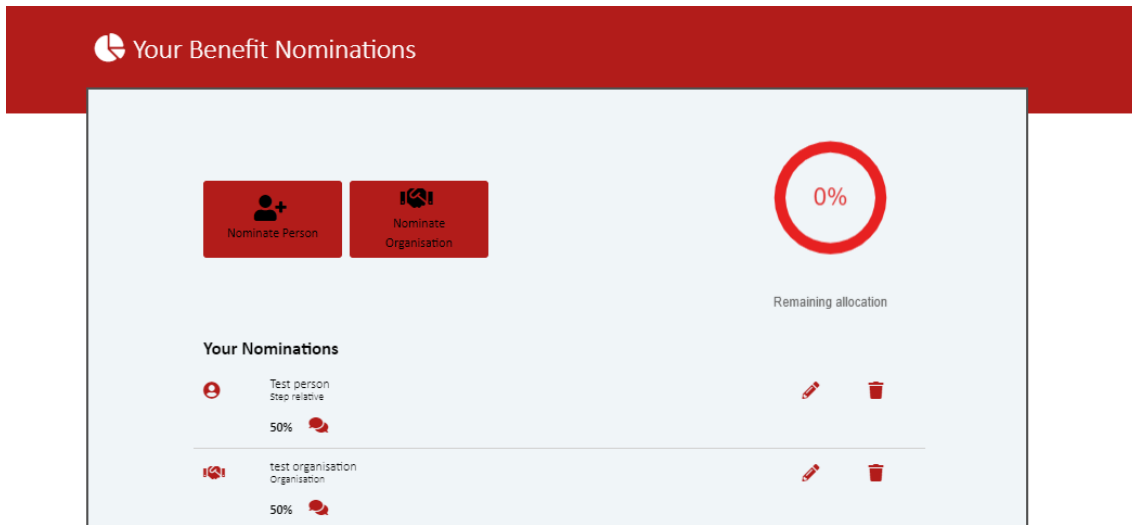 Your Benefit Nominations
Nominate Person
Nominate
Organisation
0%
Remaining allocation
Your Nominations
Test person
Step relative
50%
test organisation
Organisation
50%